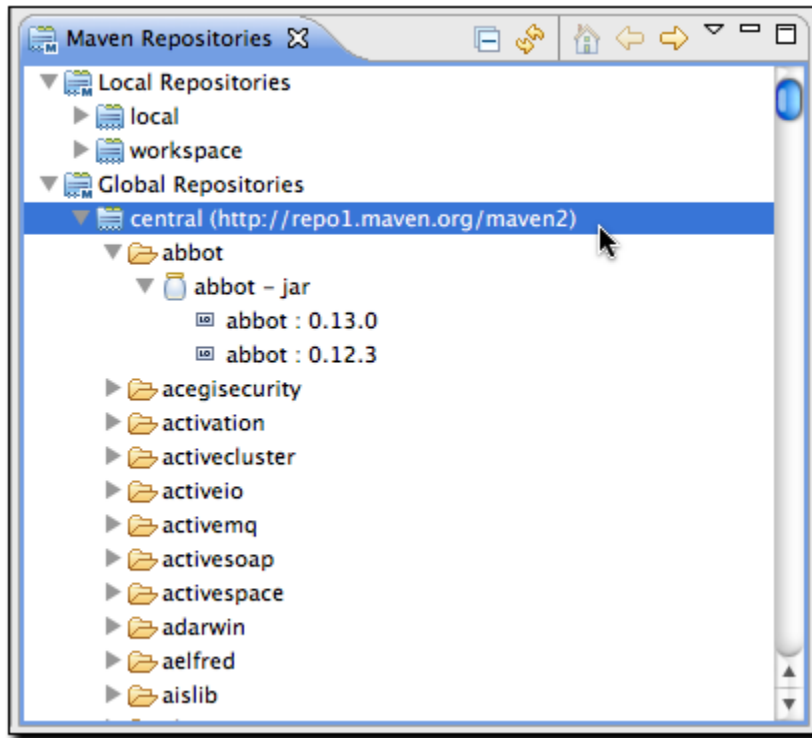 Maven Repositories
Local Repositories
local
workspace
Global Repositories
central (http://repo1.maven.org/maven2)
abbot
abbot – jar
abbot : 0.13.0
abbot : 0.12.3
acegisecurity
activation
activecluster
activeio
activemq
activesoap
activespace
adarwin
aelfred
aislib